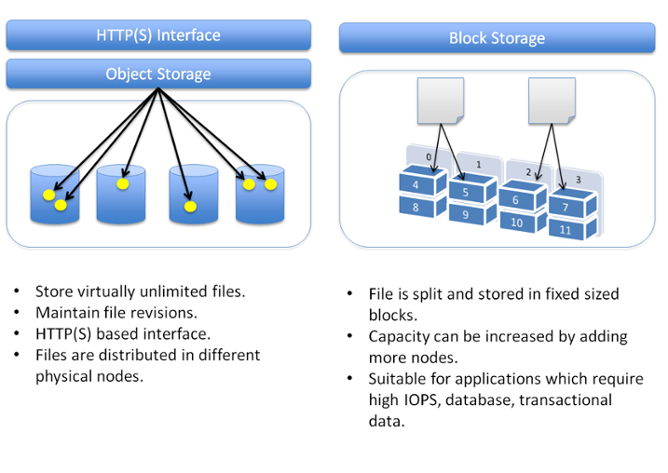 HTTP(S) Interface
Object Storage
• Store virtually unlimited files.
• Maintain file revisions.
• HTTP(S) based interface.
• Files are distributed in different
physical nodes.
Block Storage
0
1
2
3
4
5
6
7
8
9
10
11
• File is split and stored in fixed sized
blocks.
• Capacity can be increased by adding
more nodes.
• Suitable for applications which require
high IOPS, database, transactional
data.